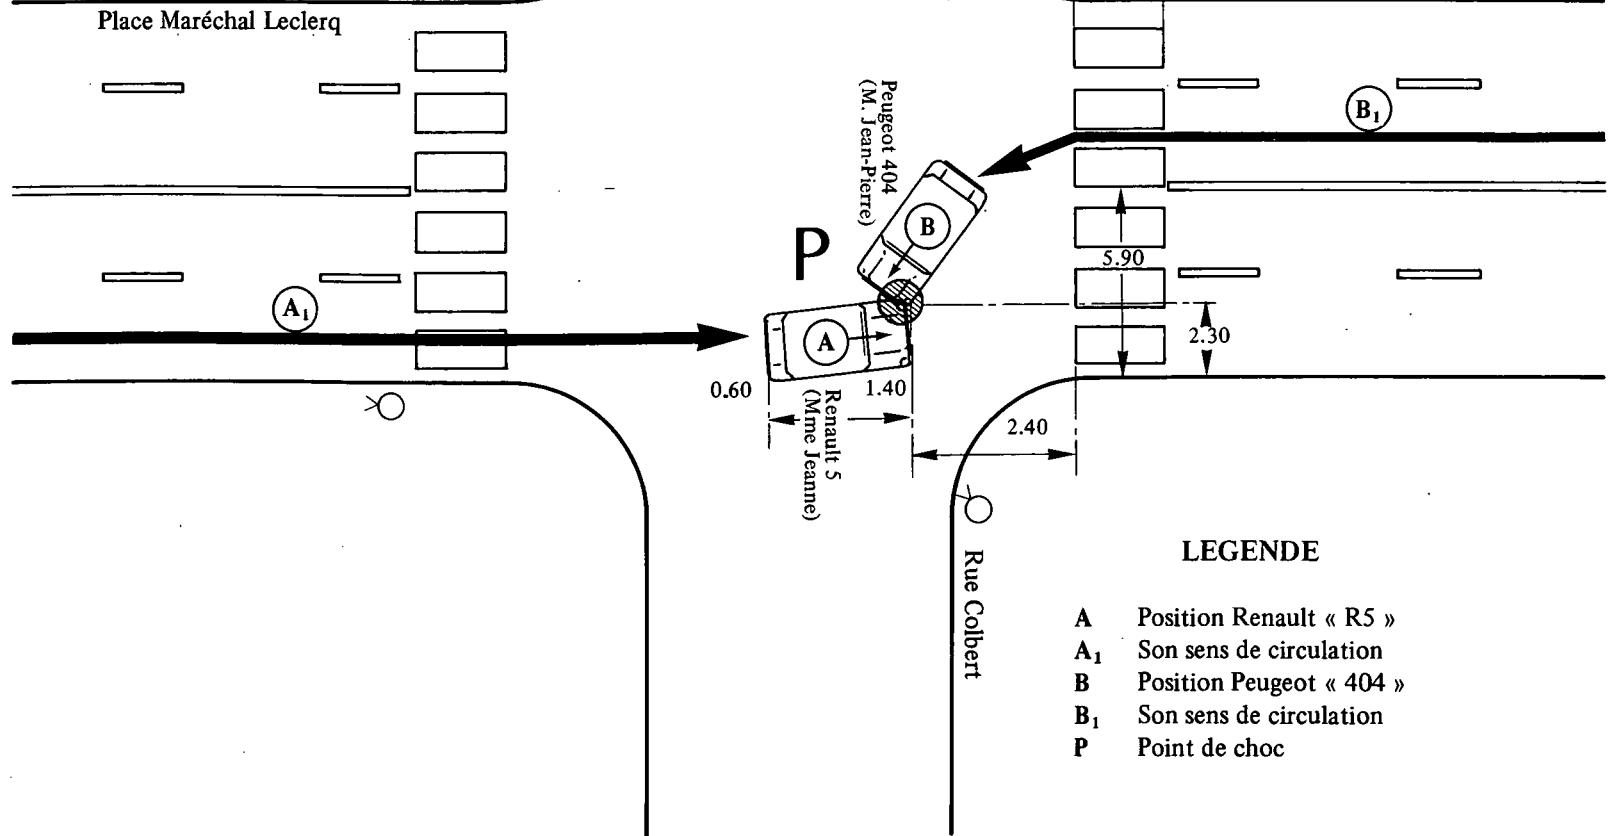 Place Maréchal Leclerq
Peugeot 404
(M. Jean-Pierre)
B₁
B
P
5.90
A₁
2.30
A
0.60
1.40
Renault 5
(Mme Jeanne)
2.40
Rue Colbert
LEGENDE
A Position Renault « R5 »
A₁ Son sens de circulation
B Position Peugeot « 404 »
B₁ Son sens de circulation
P Point de choc